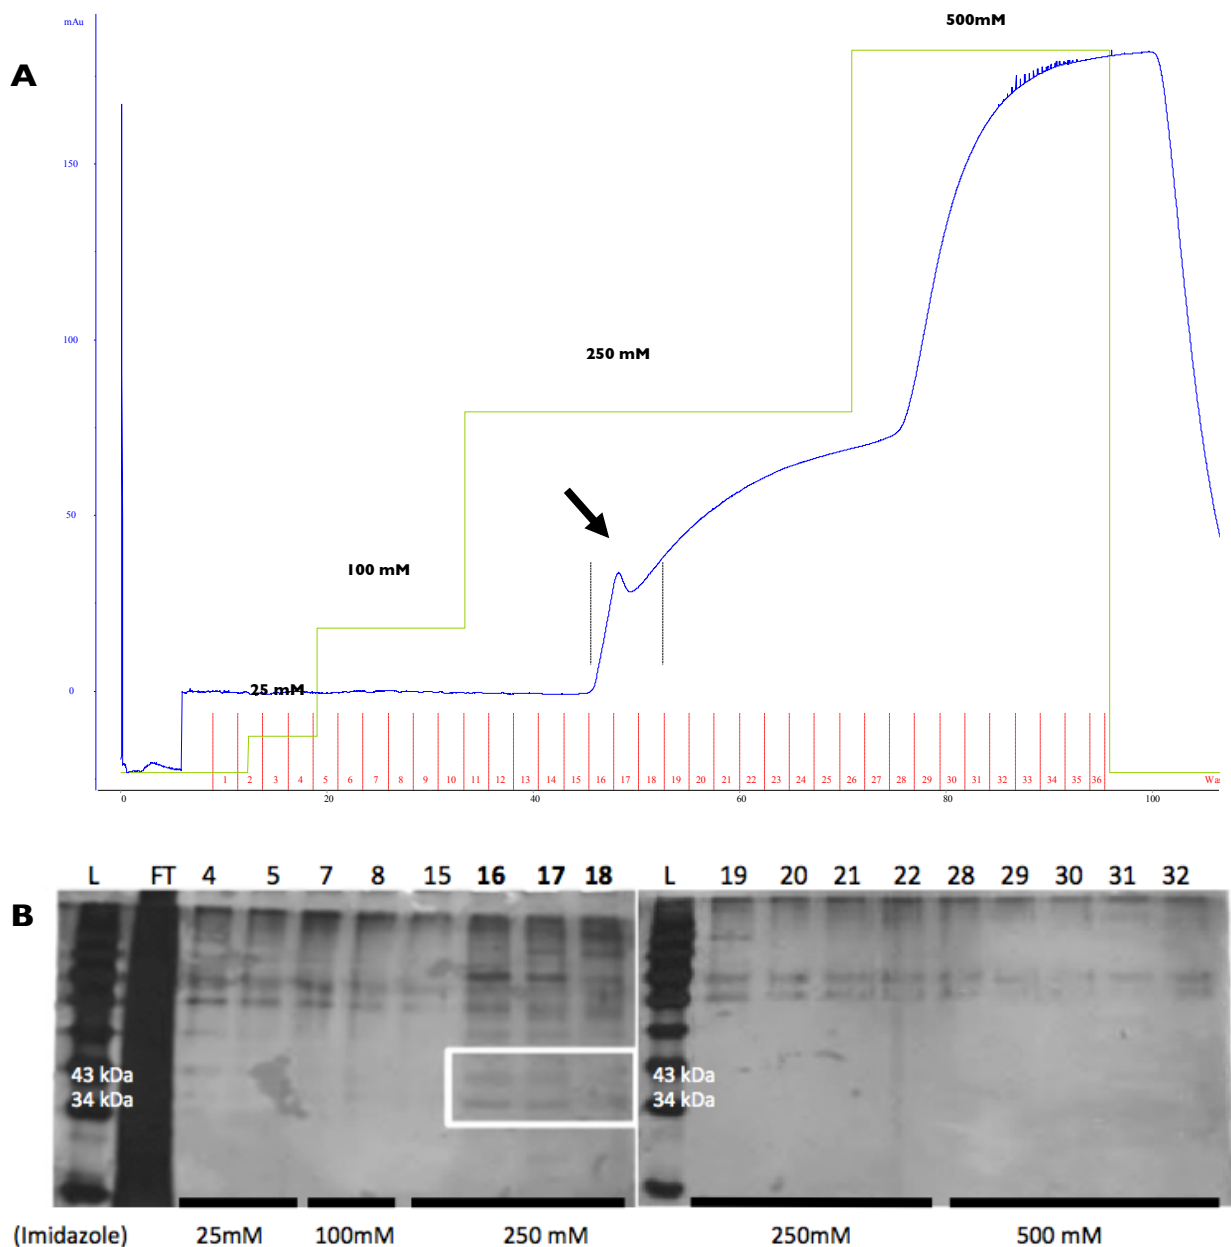 mAu
500mM
A
150
100
250 mM
50
100 mM
0
25 mM
1 2 3 4 5 6 7 8 9 10 11 12 13 14 15 16 17 18 19 20 21 22 23 24 25 26 27 28 29 30 31 32 33 34 35 36 Was
0 20 40 60 80 100
L FT 4 5 7 8 15 16 17 18 L 19 20 21 22 28 29 30 31 32
B
43 kDa 43 kDa
34 kDa 34 kDa
(Imidazole) 25mM 100mM 250 mM 250mM 500 mM